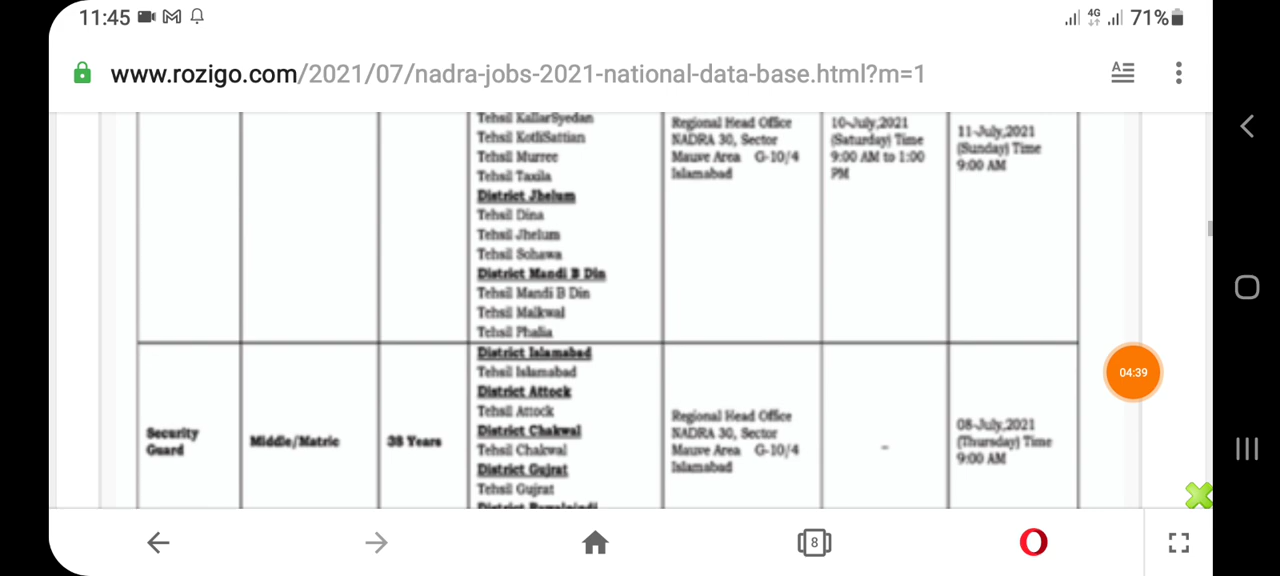 11:45
4G
71%
www.rozigo.com/2021/07/nadra-jobs-2021-national-data-base.html?m=1
Tehsil KallarSyedan
Tehsil KotliSattian
Tehsil Murree
Tehsil Taxila
District Jhelum
Tehsil Dina
Tehsil Jhelum
Tehsil Sohawa
District Mandi B Din
Tehsil Mandi B Din
Tehsil Malkwal
Tehsil Phalia
Regional Head Office
NADRA 30, Sector
Mauve Area G-10/4
Islamabad
10-July,2021
(Saturday) Time
9:00 AM to 1:00
PM
11-July,2021
(Sunday) Time
9:00 AM
Security
Guard
Middle/Matric
38 Years
District Islamabad
Tehsil Islamabad
District Attock
Tehsil Attock
District Chakwal
Tehsil Chakwal
District Gujrat
Tehsil Gujrat
District Rawalpindi
Regional Head Office
NADRA 30, Sector
Mauve Area G-10/4
Islamabad
-
08-July,2021
(Thursday) Time
9:00 AM
04:39
8